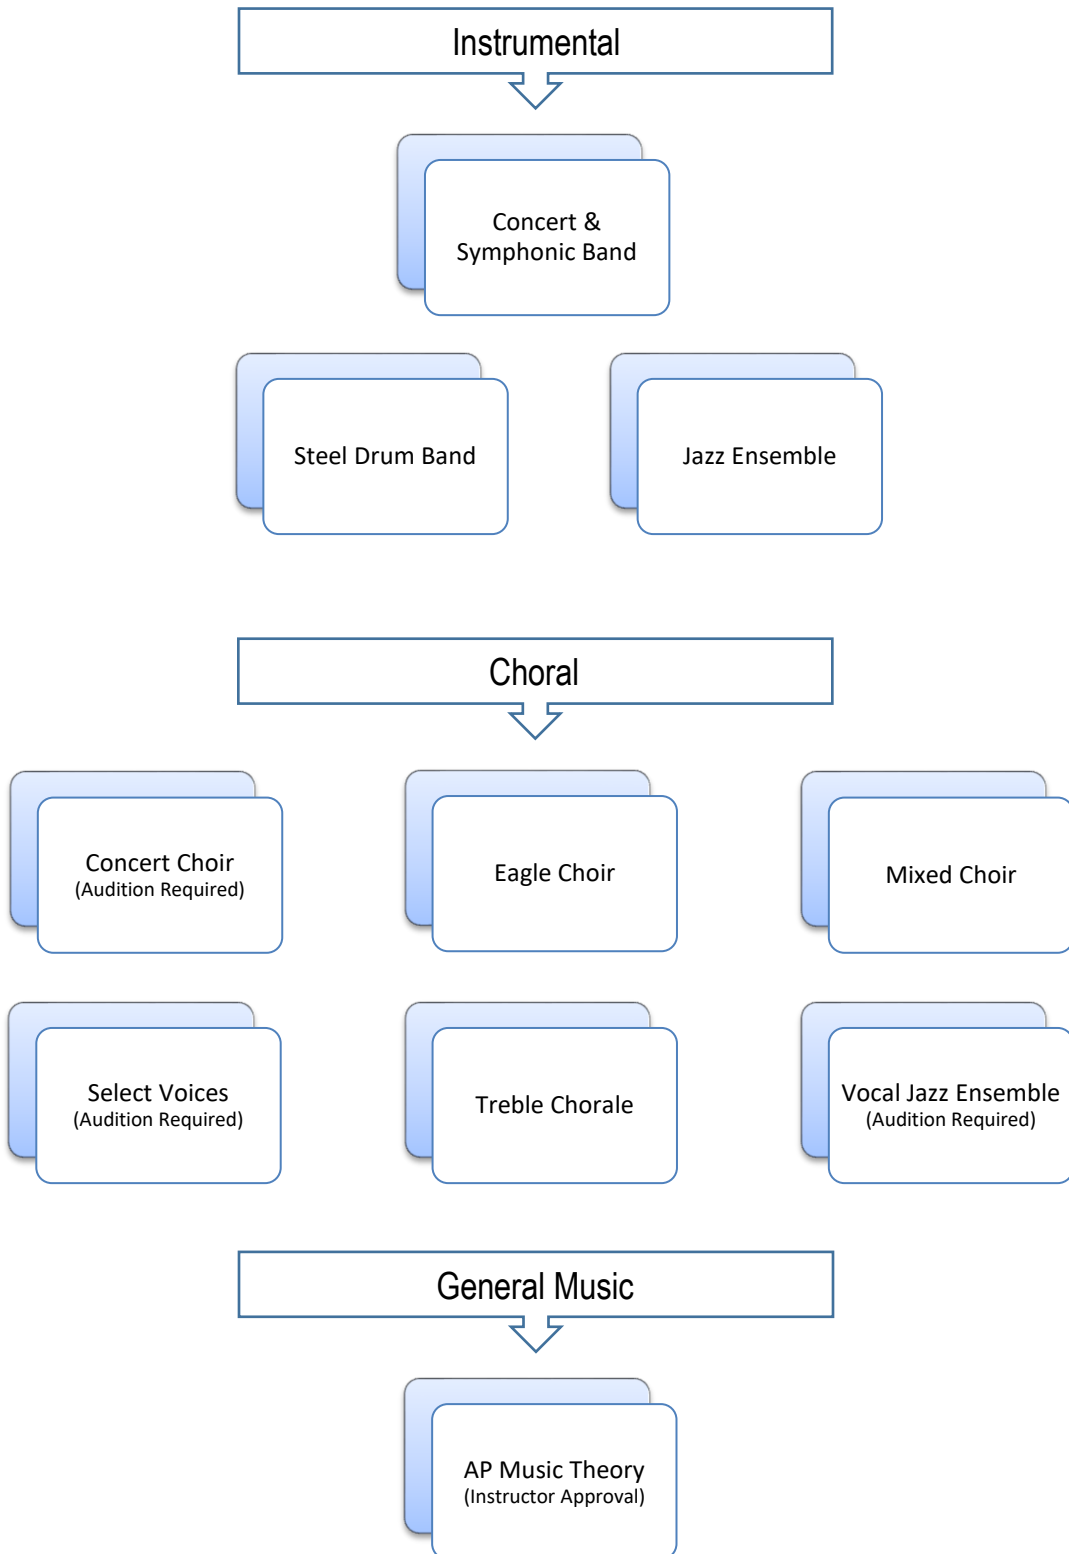 Instrumental
Concert &
Symphonic Band
Steel Drum Band
Jazz Ensemble
Choral
Concert Choir
(Audition Required)
Eagle Choir
Mixed Choir
Select Voices
(Audition Required)
Treble Chorale
Vocal Jazz Ensemble
(Audition Required)
General Music
AP Music Theory
(Instructor Approval)